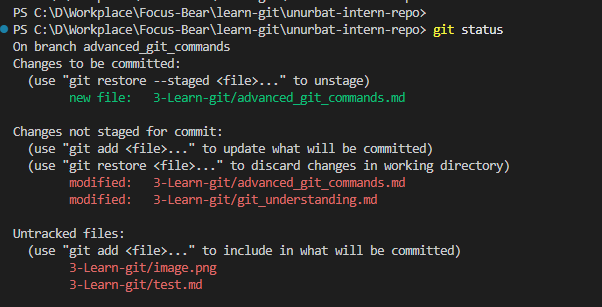 PS C:\D\Workplace\Focus-Bear\learn-git\unurbat-intern-repo>
PS C:\D\Workplace\Focus-Bear\learn-git\unurbat-intern-repo> git status
On branch advanced_git_commands
Changes to be committed:
  (use "git restore --staged <file>..." to unstage)
        new file:   3-Learn-git/advanced_git_commands.md

Changes not staged for commit:
  (use "git add <file>..." to update what will be committed)
  (use "git restore <file>..." to discard changes in working directory)
        modified:   3-Learn-git/advanced_git_commands.md
        modified:   3-Learn-git/git_understanding.md

Untracked files:
  (use "git add <file>..." to include in what will be committed)
        3-Learn-git/image.png
        3-Learn-git/test.md